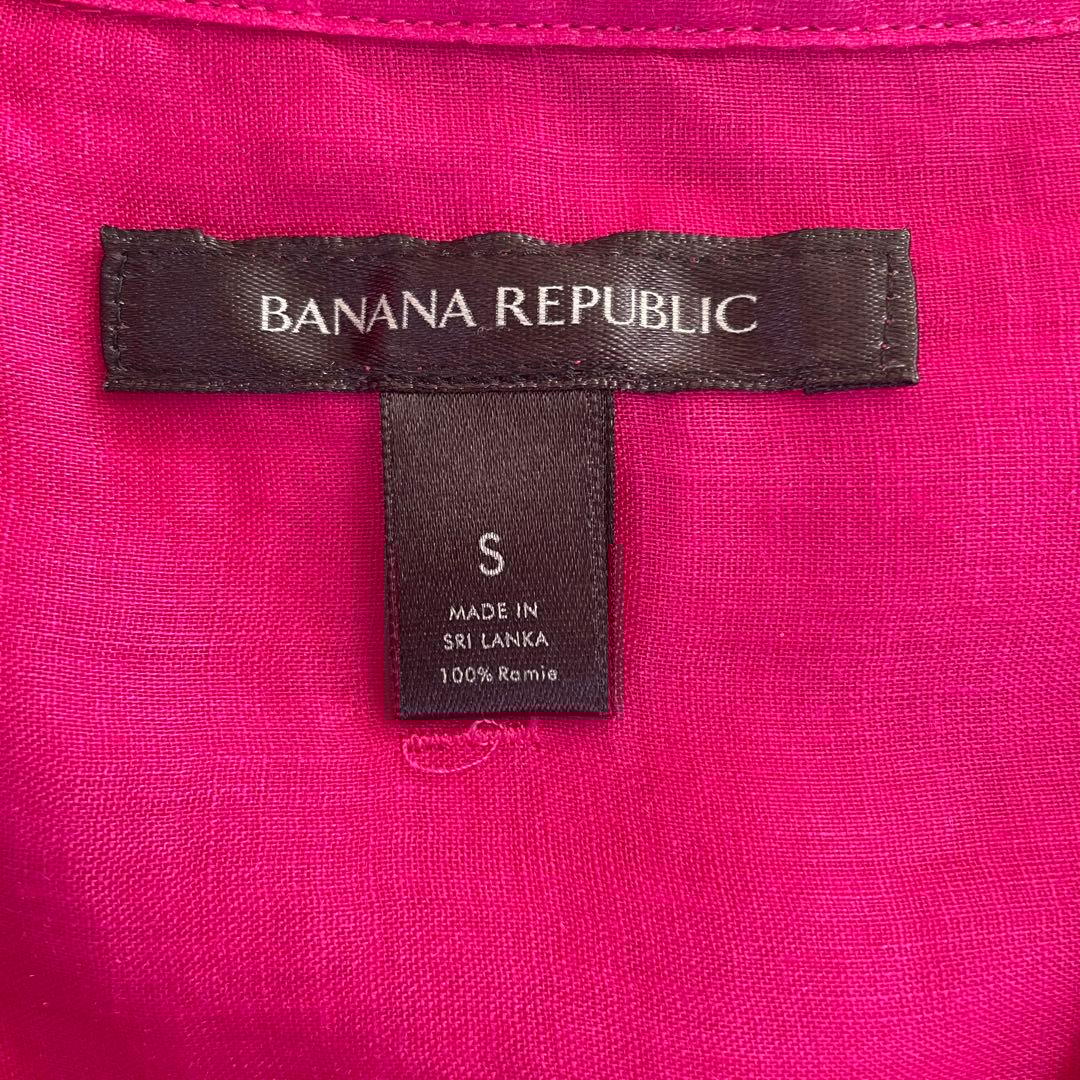 BANANA REPUBLIC
S
MADE IN
SRI LANKA
100% Ramie